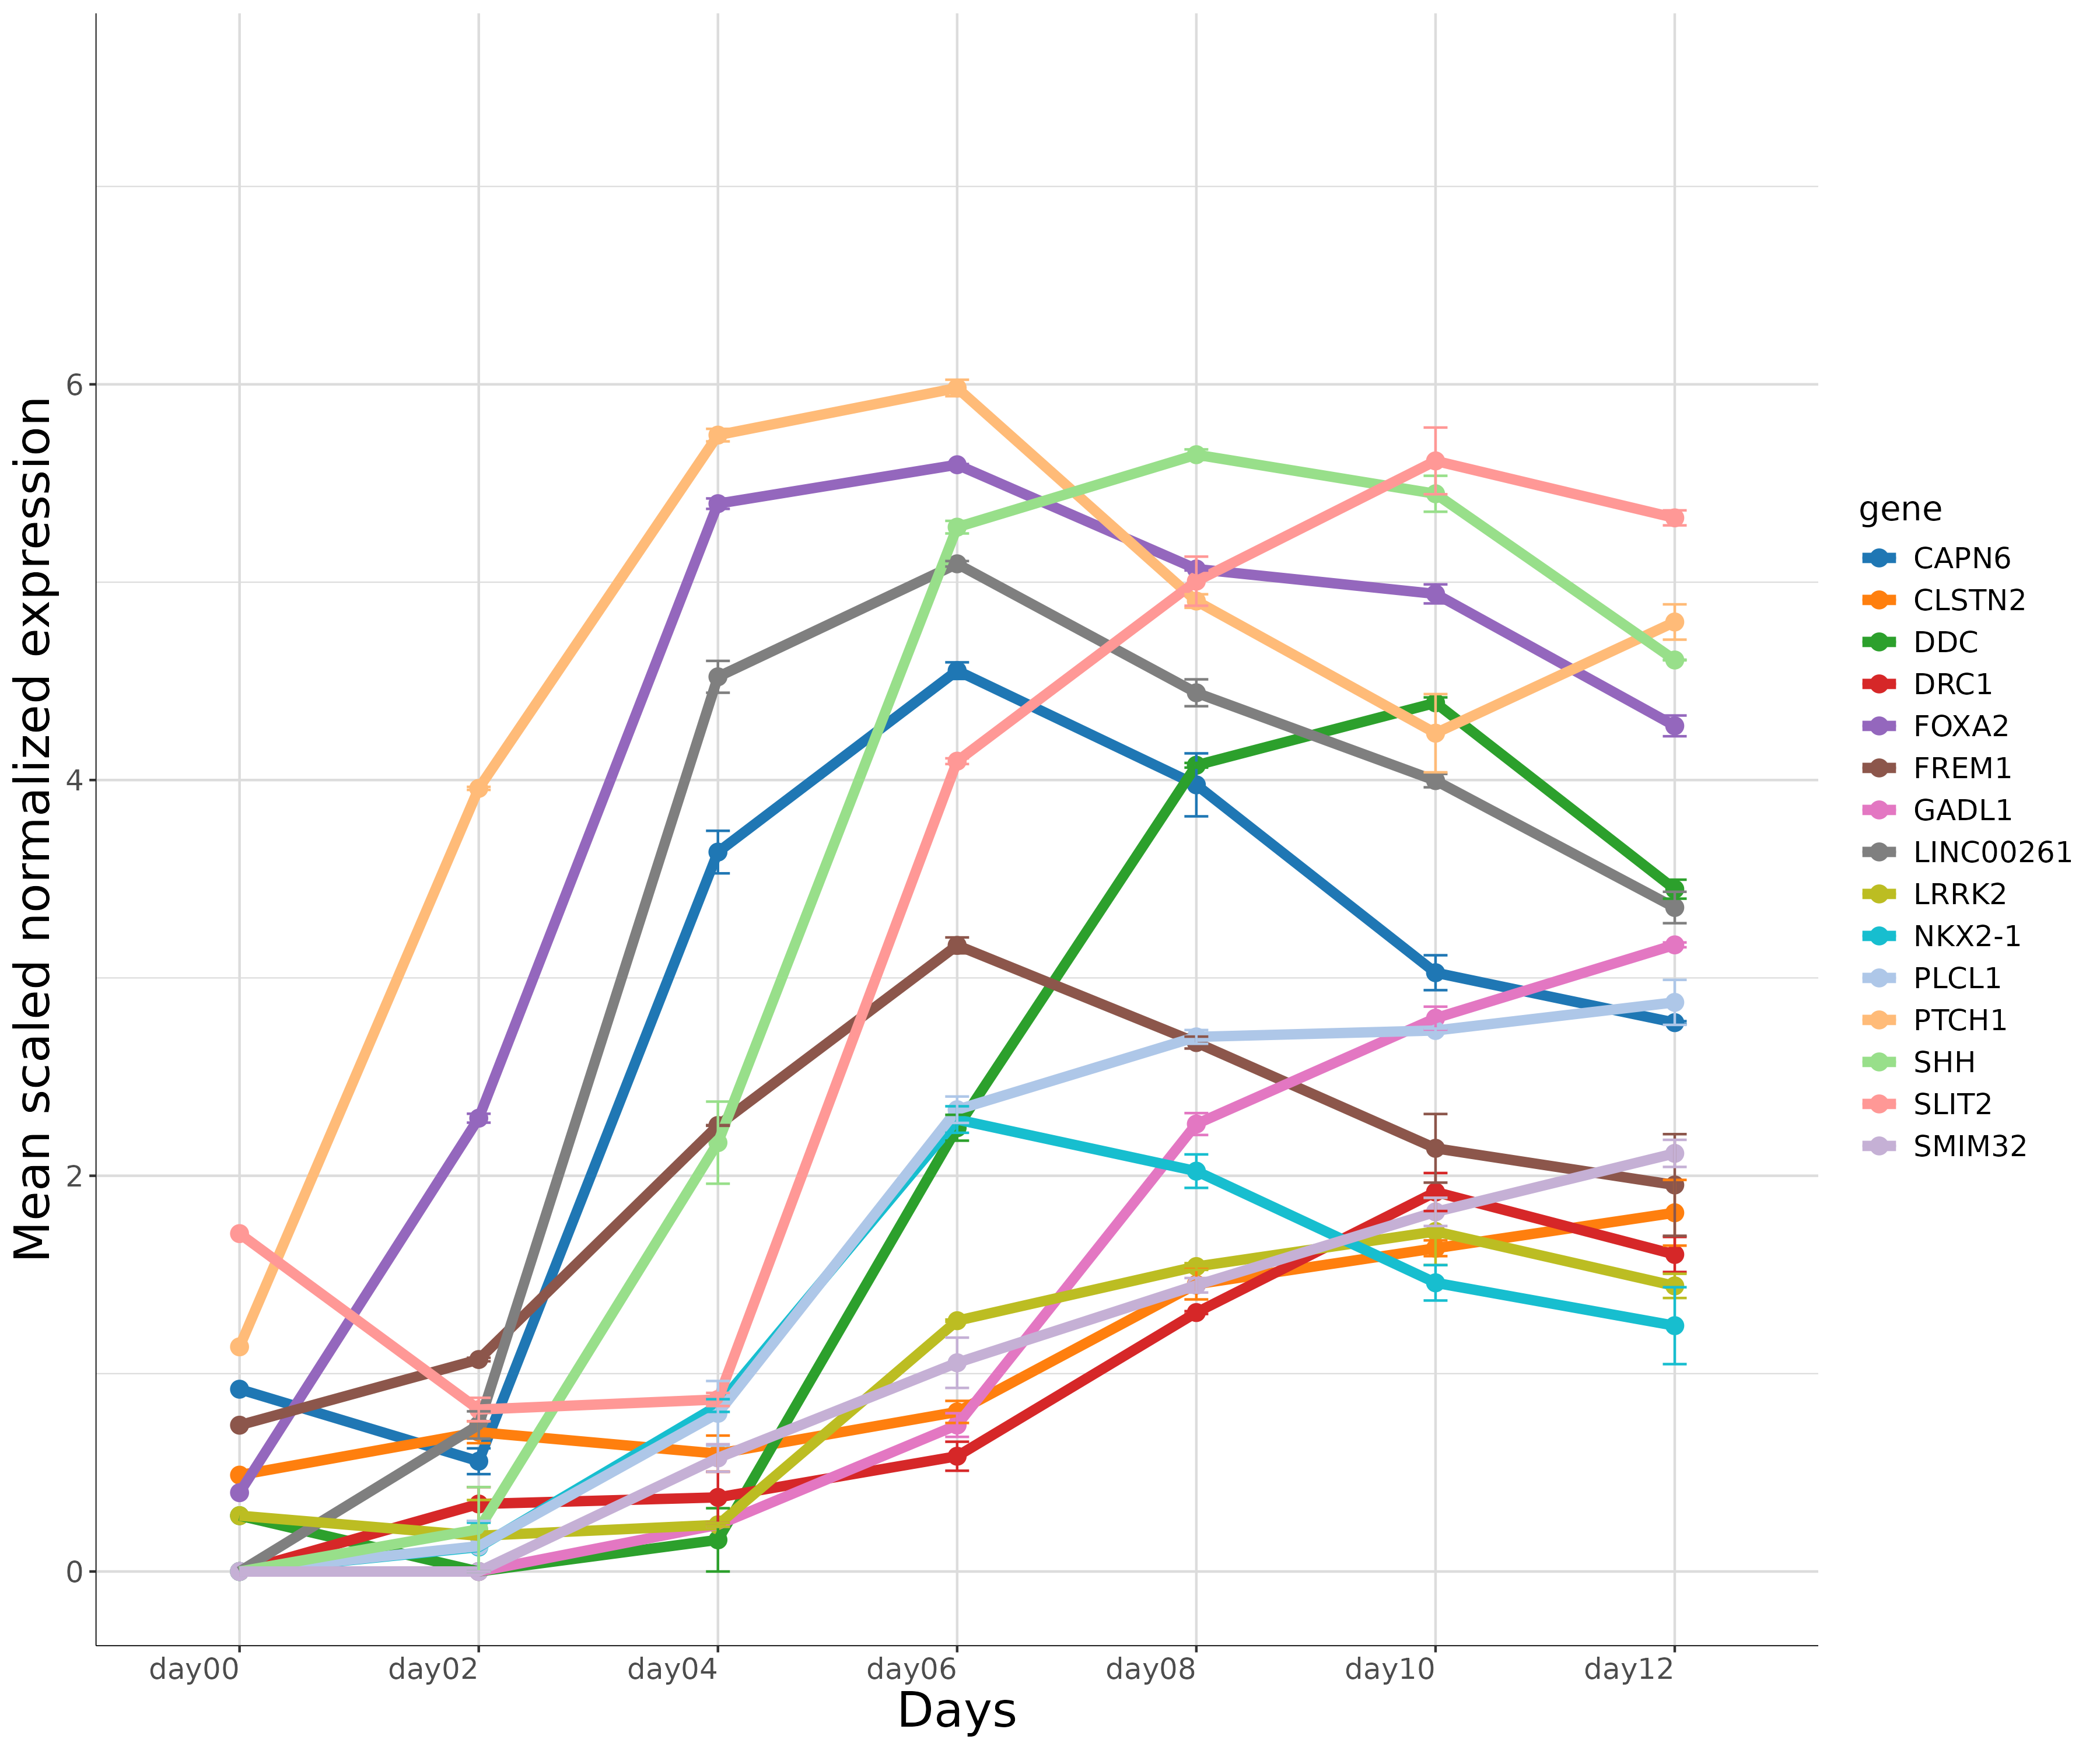 Mean scaled normalized expression
6
4
2
0
day00 day02 day04 day06 day08 day10 day12
Days
gene
CAPN6
CLSTN2
DDC
DRC1
FOXA2
FREM1
GADL1
LINC00261
LRRK2
NKX2-1
PLCL1
PTCH1
SHH
SLIT2
SMIM32